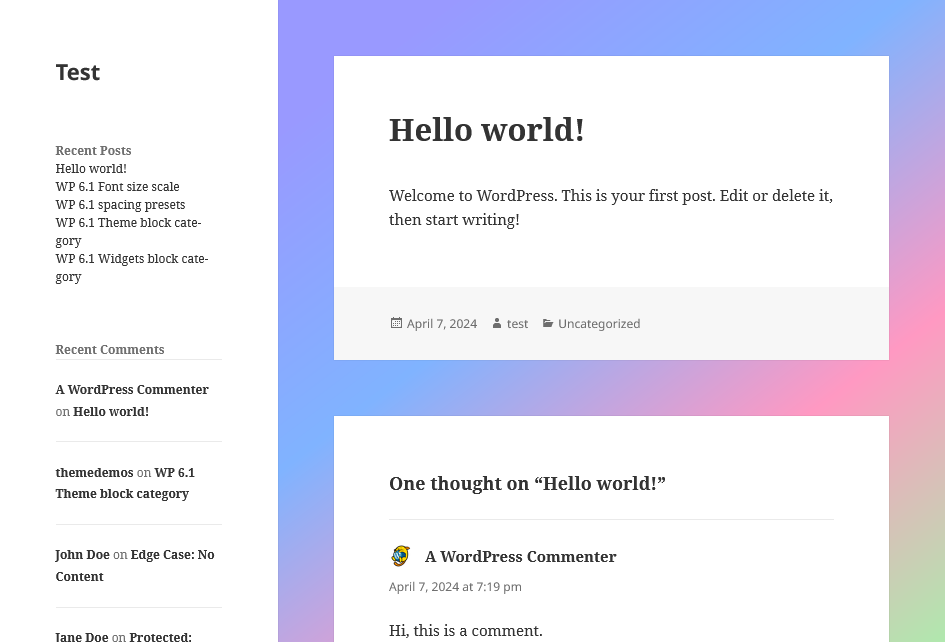 Test
Recent Posts
Hello world!
WP 6.1 Font size scale
WP 6.1 spacing presets
WP 6.1 Theme block cate-
gory
WP 6.1 Widgets block cate-
gory
Recent Comments
A WordPress Commenter
on Hello world!
themedemos on WP 6.1
Theme block category
John Doe on Edge Case: No
Content
Jane Doe on Protected:
Hello world!
Welcome to WordPress. This is your first post. Edit or delete it,
then start writing!
April 7, 2024 test Uncategorized
One thought on “Hello world!”
A WordPress Commenter
April 7, 2024 at 7:19 pm
Hi, this is a comment.